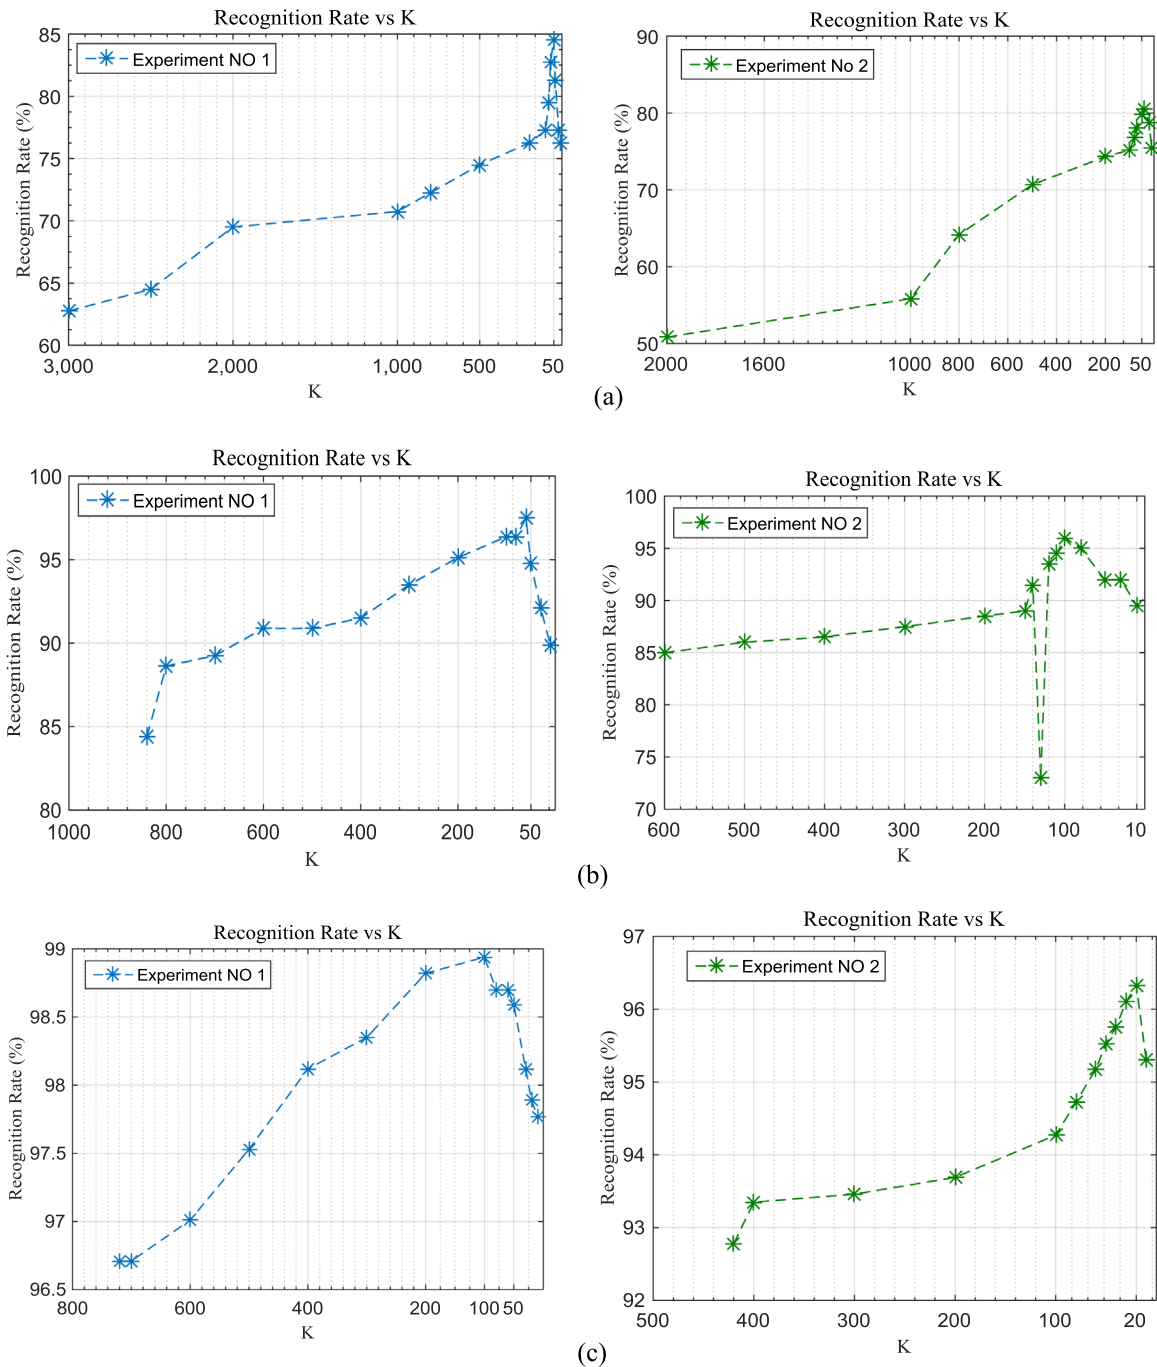 Recognition Rate vs K
Experiment NO 1
Recognition Rate (%)
85
80
75
70
65
60
3,000 2,000 1,000 500 50
K
Recognition Rate vs K
Experiment No 2
Recognition Rate (%)
90
80
70
60
50
2000 1600 1000 800 600 400 200 50
K
(a)
Recognition Rate vs K
Experiment NO 1
Recognition Rate (%)
100
95
90
85
80
1000 800 600 400 200 50
K
Recognition Rate vs K
Experiment NO 2
Recognition Rate (%)
100
95
90
85
80
75
70
600 500 400 300 200 100 10
K
(b)
Recognition Rate vs K
Experiment NO 1
Recognition Rate (%)
99
98.5
98
97.5
97
96.5
800 600 400 200 100 50
K
Recognition Rate vs K
Experiment NO 2
Recognition Rate (%)
97
96
95
94
93
92
500 400 300 200 100 20
K
(c)